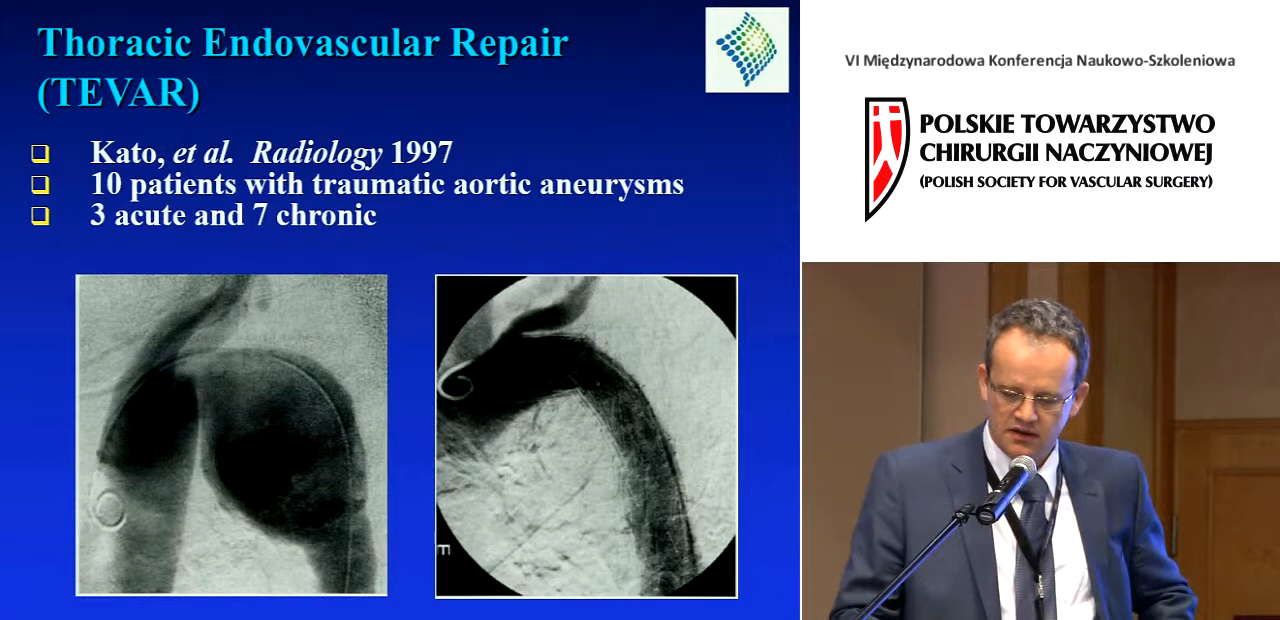 Thoracic Endovascular Repair
(TEVAR)
Kato, et al. Radiology 1997
10 patients with traumatic aortic aneurysms
3 acute and 7 chronic
F
VI Międzynarodowa Konferencja Naukowo-Szkoleniowa
POLSKIE TOWARZYSTWO
CHIRURGII NACZYNIOWEJ
(POLISH SOCIETY FOR VASCULAR SURGERY)